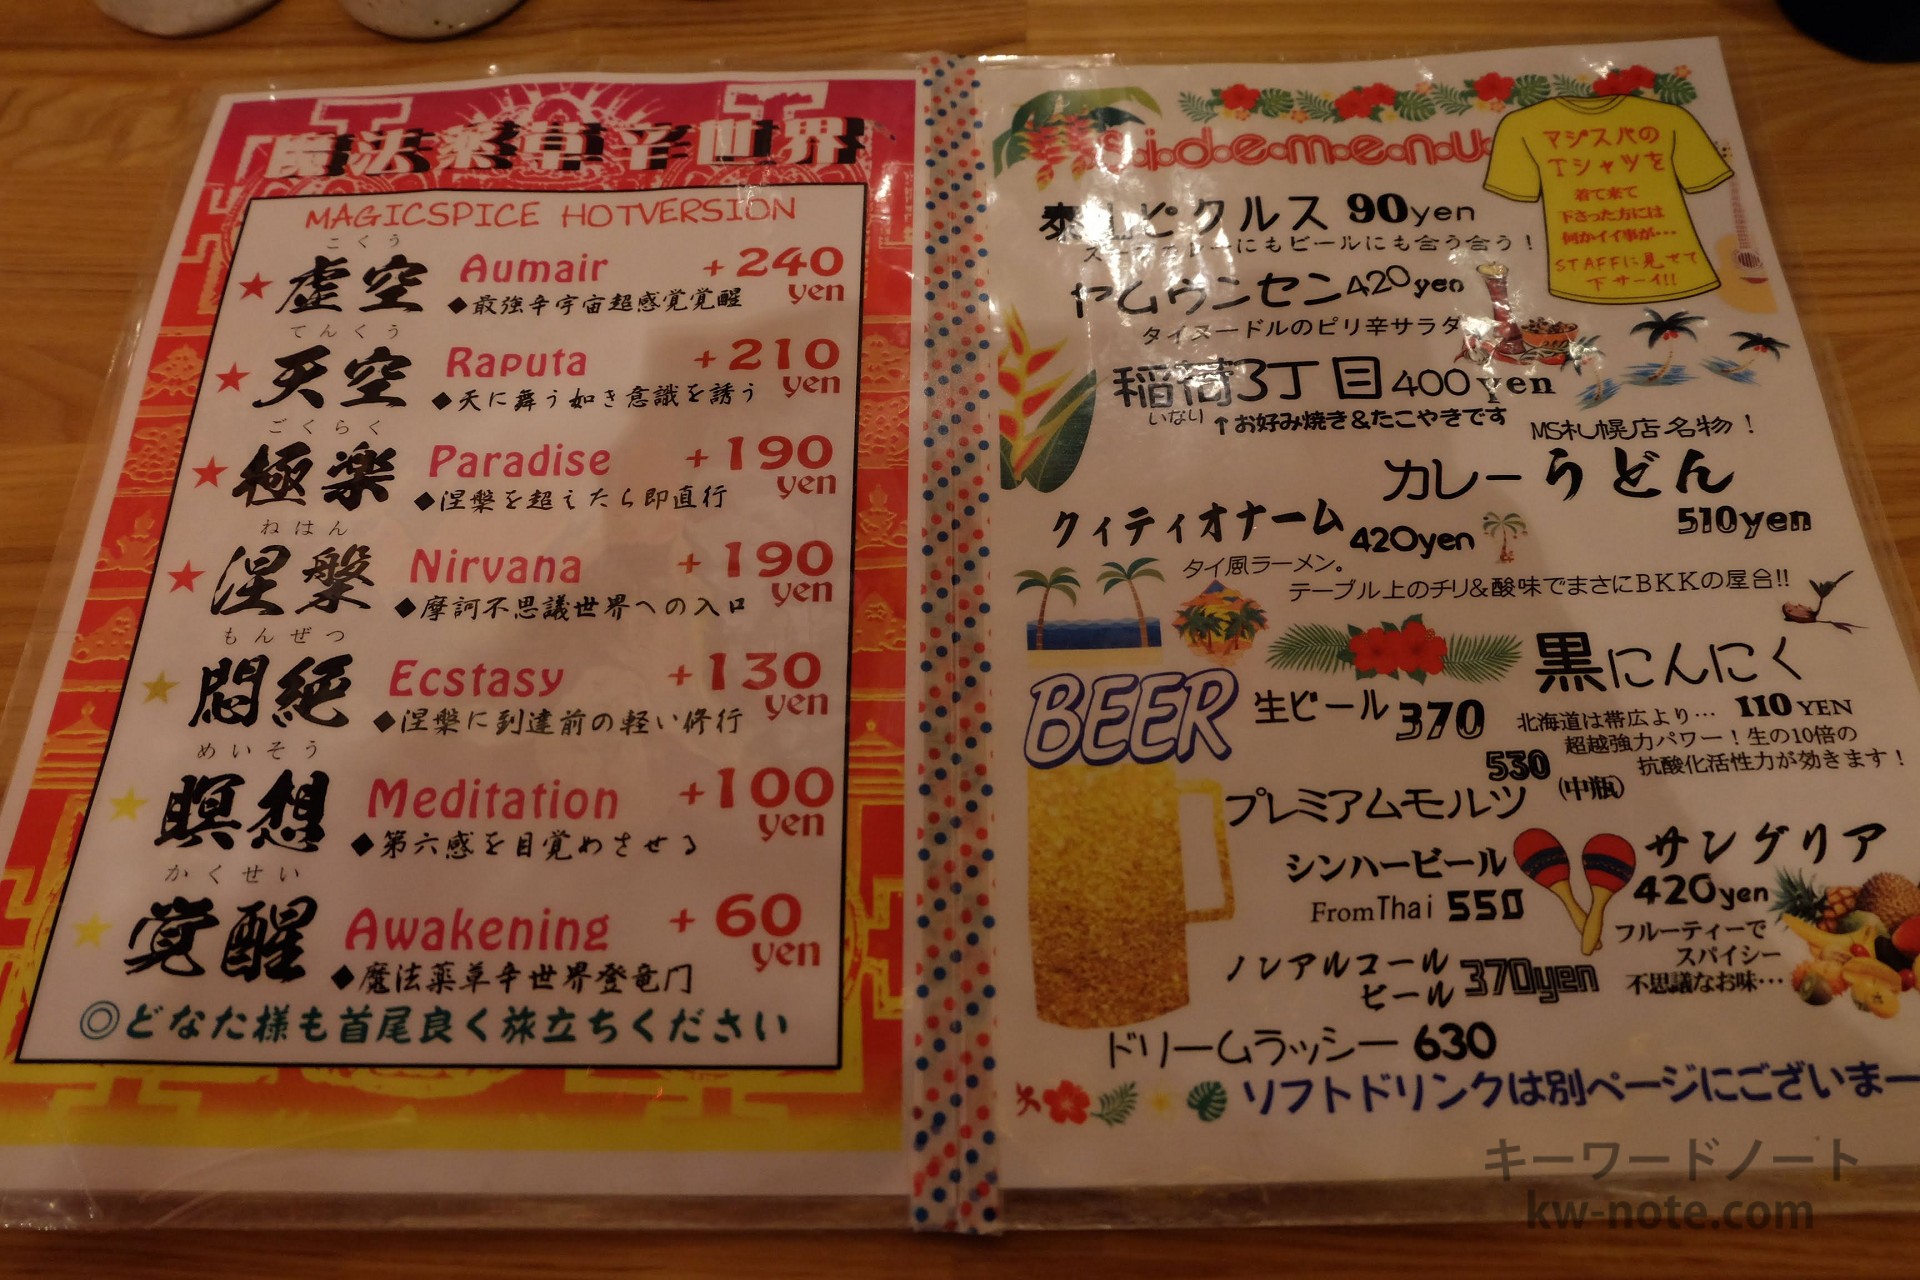 「魔法薬草辛世界
MAGICSPICE HOTVERSION
こくう
★虚空 Aumair +240 yen
◆最強辛宇宙超感覚覚醒
てんくう
★天空 Raputa +210 yen
◆天に舞う如き意識を誘う
ごくらく
★極楽 Paradise +190 yen
◆涅槃を超えたら即直行
ねはん
★涅槃 Nirvana +190 yen
◆摩訶不思議世界への入口
もんぜつ
★悶絶 Ecstasy +130 yen
◆涅槃に到達前の軽い修行
めいそう
★瞑想 Meditation +100 yen
◆第六感を目覚めさせる
かくせい
★覚醒 Awakening +60 yen
◆魔法薬草辛世界登竜門
◎どなた様も首尾良く旅立ちください
Sidemenu
マジスパの
Tシャツを
着て来て
下さった方には
何かイイ事が…
STAFFに見せて
下サーイ!!
ピクルス 90yen
にもビールにも合う合う！
ヤムウンセン 420yen
タイヌードルのピリ辛サラダ
稲荷3丁目 400yen
いなり ↑お好み焼き＆たこやきです
MS札幌店名物！
カレーうどん
510yen
クィティオナーム 420yen
タイ風ラーメン。
テーブル上のチリ&酸味でまさにBKKの屋台!!
黒にんにく
110 YEN
北海道は帯広より…
超越強力パワー！生の10倍の
抗酸化活性力が効きます！
BEER
生ビール 370
530
プレミアムモルツ (中瓶)
シンハービール
From Thai 550
サングリア
420yen
フルーティーで
スパイシー
不思議なお味…
ノンアルコール
ビール 370yen
ドリームラッシー 630
ソフトドリンクは別ページにございまー
キーワードノート
kw-note.com